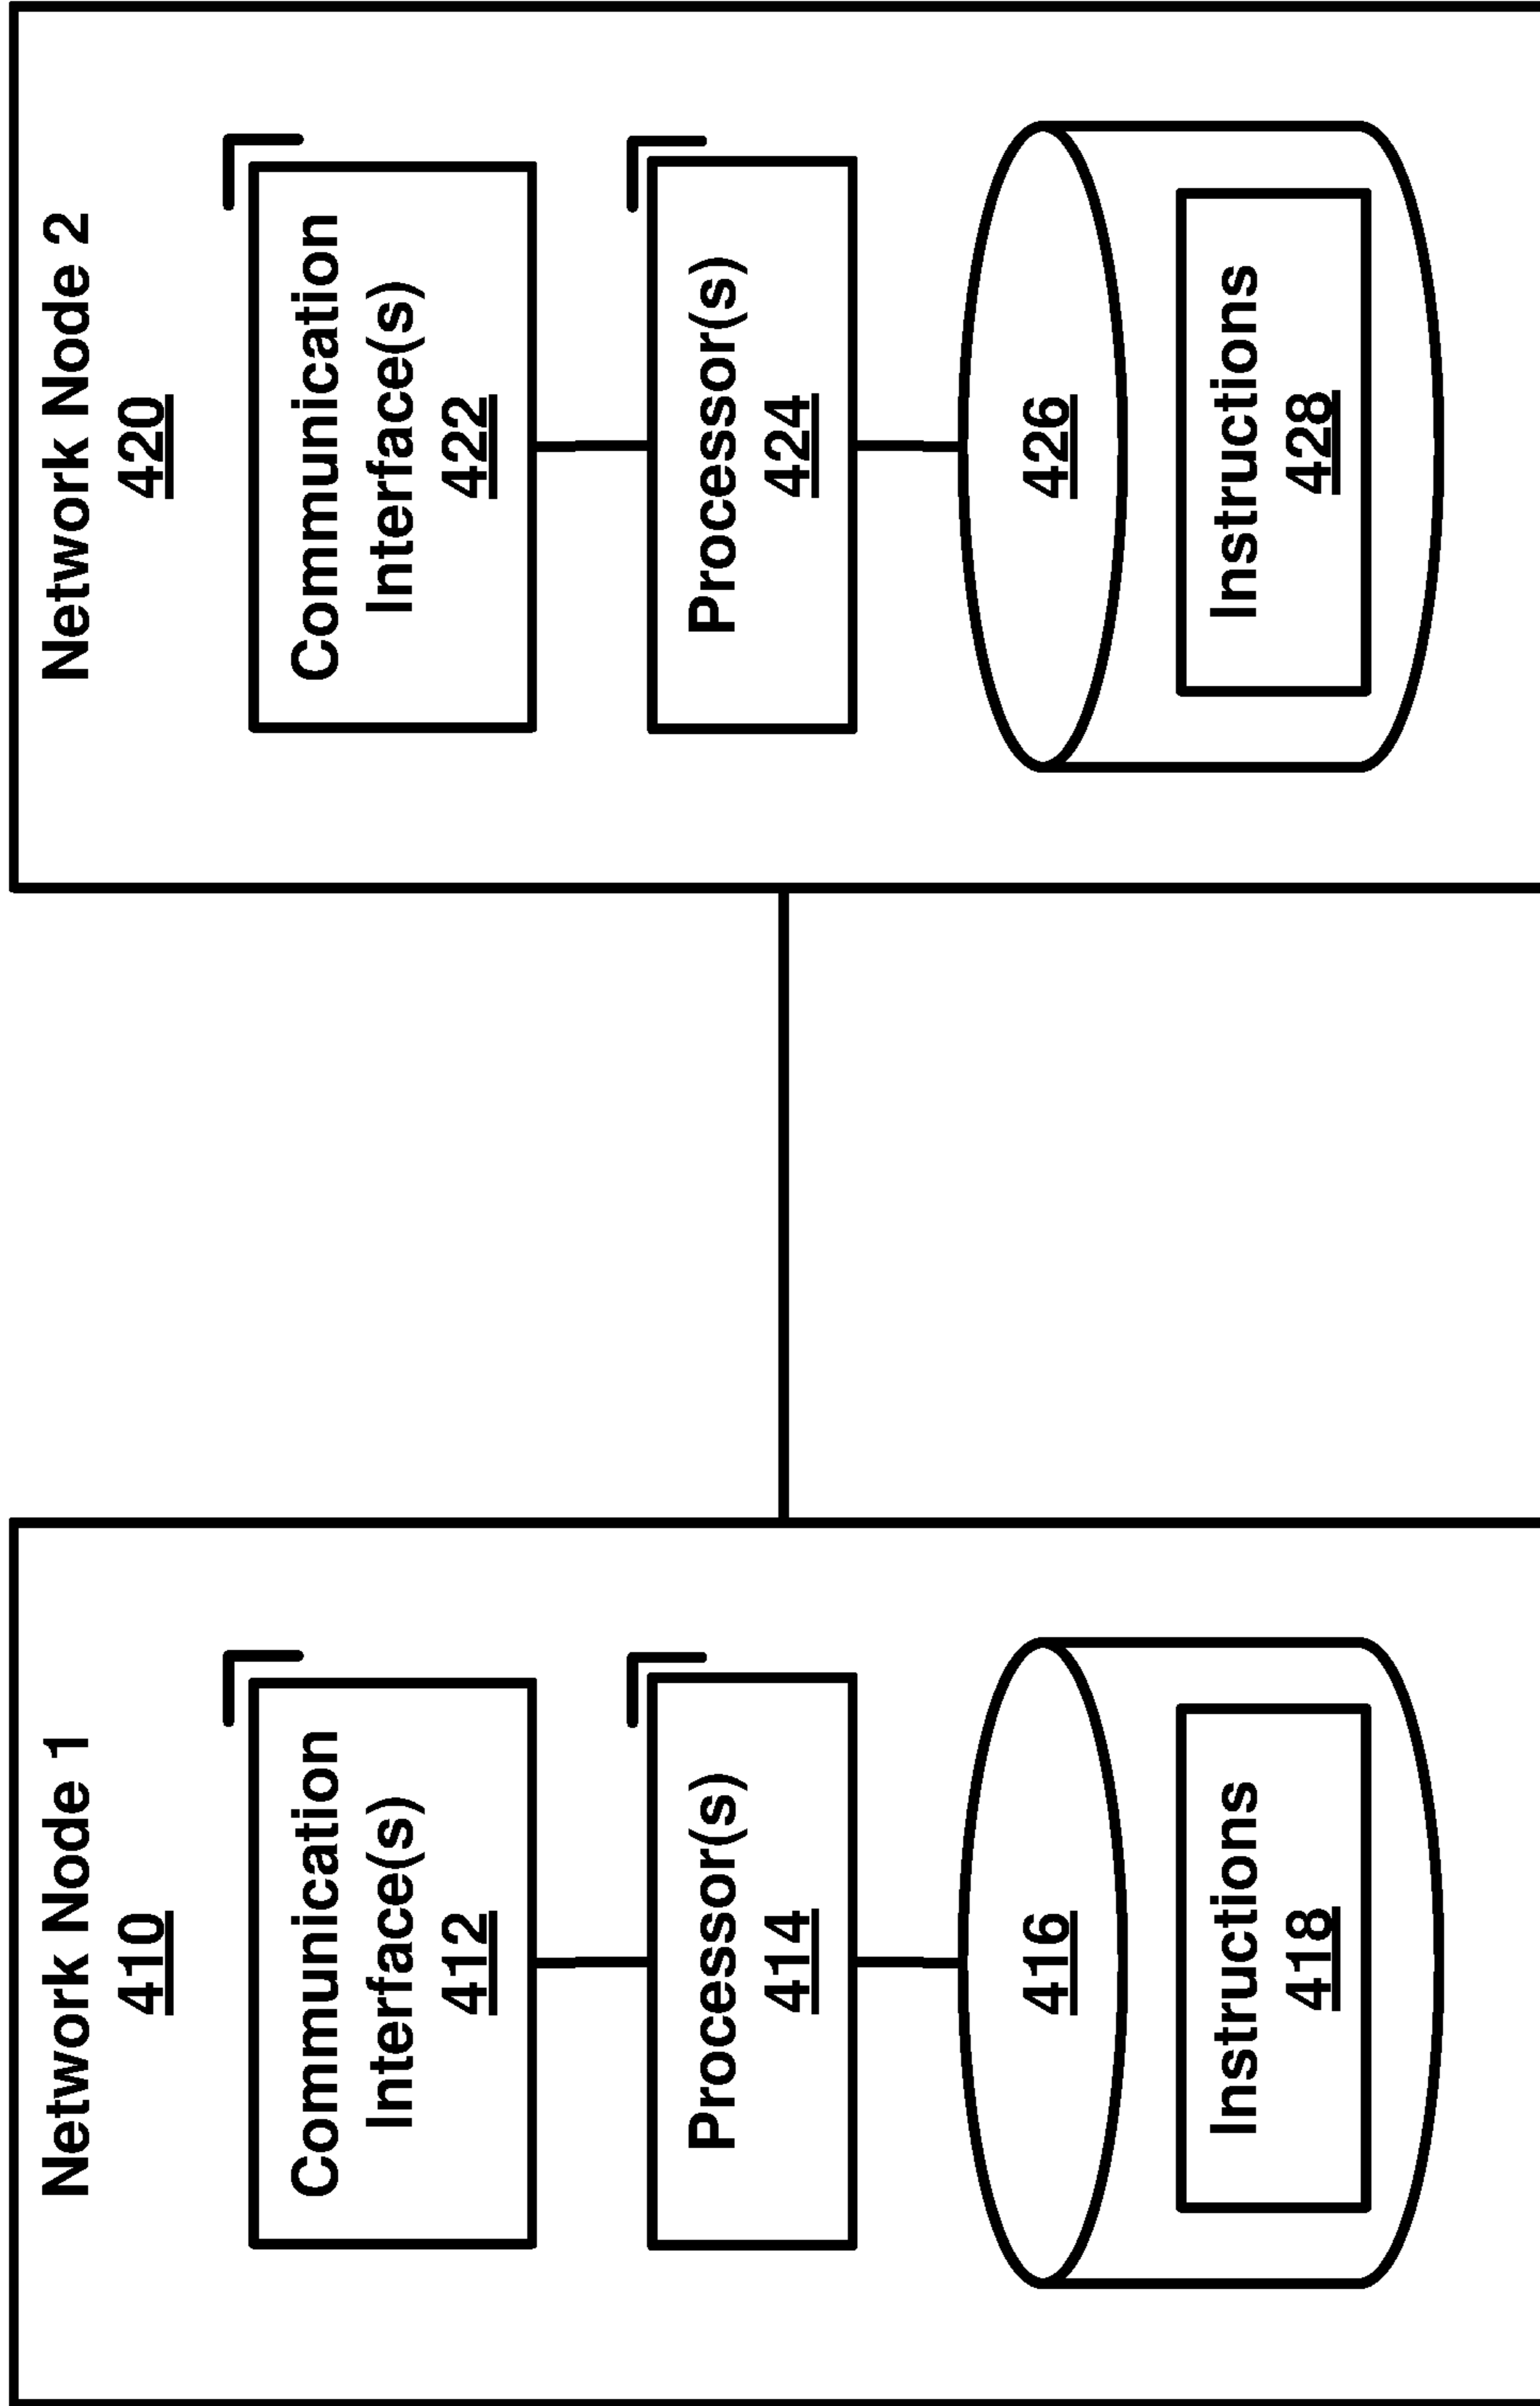 Network Node 1
410
Communication
Interface(s)
412
Processor(s)
414
416
Instructions
418
Network Node 2
420
Communication
Interface(s)
422
Processor(s)
424
426
Instructions
428